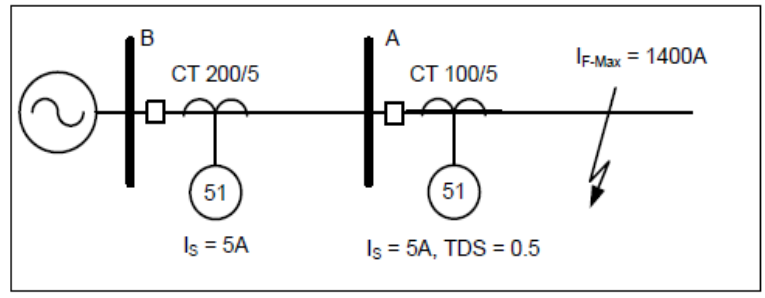 B
A
CT 200/5
CT 100/5
I_F-Max = 1400A
51
51
I_S = 5A
I_S = 5A, TDS = 0.5